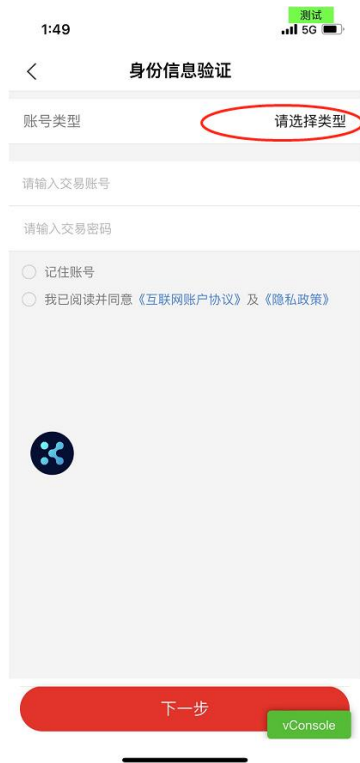 测试
1:49
5G
身份信息验证
账号类型
请选择类型
请输入交易账号
请输入交易密码
记住账号
我已阅读并同意《互联网账户协议》及《隐私政策》
下一步
vConsole